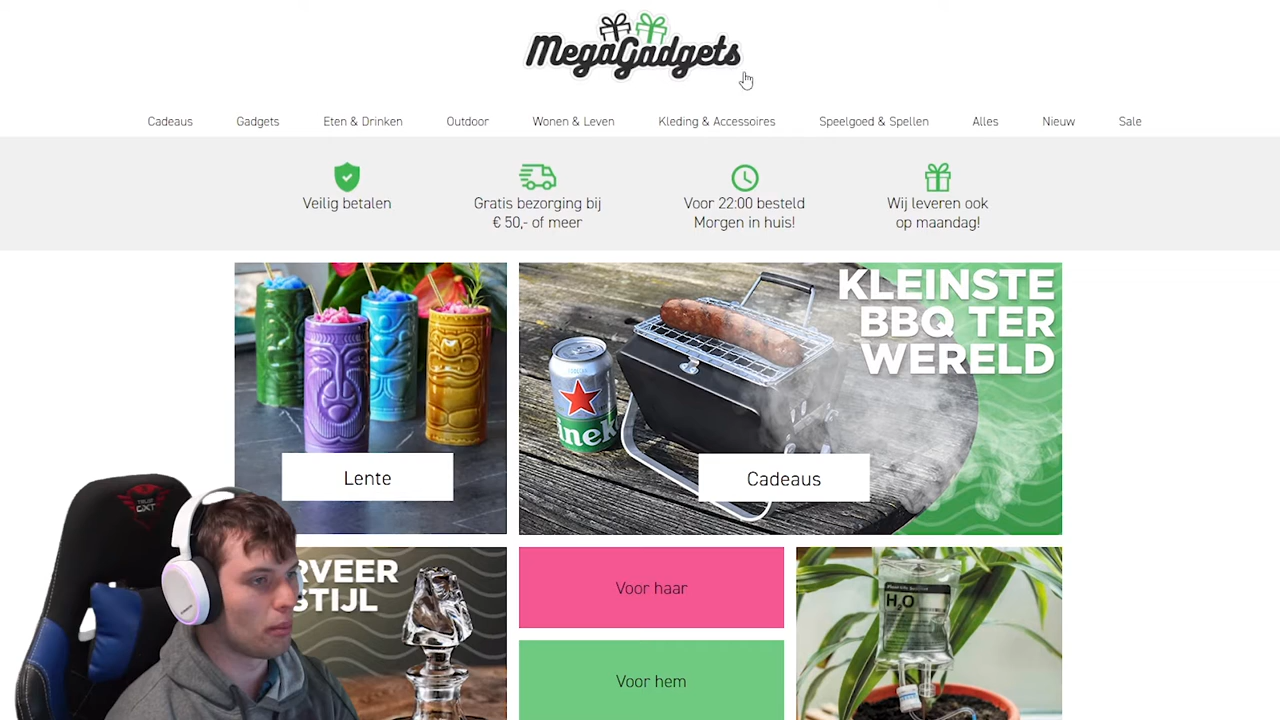 MegaGadgets
Cadeaus Gadgets Eten & Drinken Outdoor Wonen & Leven Kleding & Accessoires Speelgoed & Spellen Alles Nieuw Sale
Veilig betalen
Gratis bezorging bij
€ 50,- of meer
Voor 22:00 besteld
Morgen in huis!
Wij leveren ook
op maandag!
KLEINSTE
BBQ TER
WERELD
Lente
Cadeaus
RVEER
STIJL
Voor haar
Voor hem
H₂O
TRUST
GXT